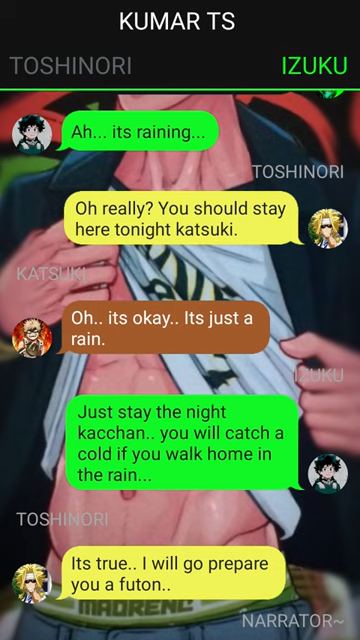 KUMAR TS
TOSHINORI
IZUKU
Ah... its raining...
TOSHINORI
Oh really? You should stay
here tonight katsuki.
KATSUKI
Oh.. its okay.. Its just a
rain.
IZUKU
Just stay the night
kacchan.. you will catch a
cold if you walk home in
the rain...
TOSHINORI
Its true.. I will go prepare
you a futon..
NARRATOR~